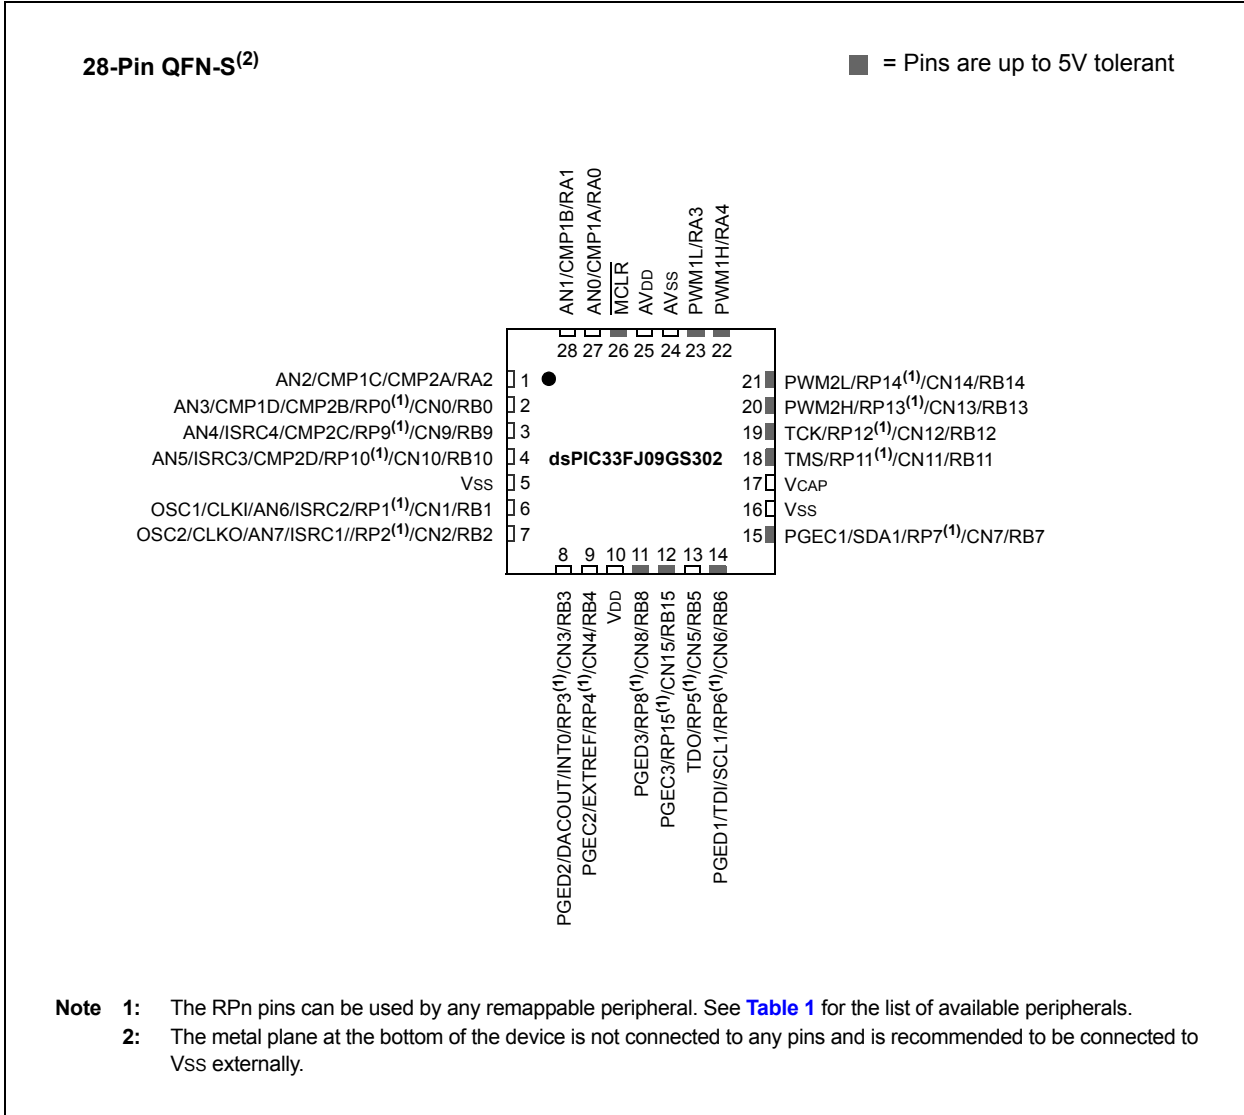 28-Pin QFN-S(2)
= Pins are up to 5V tolerant
AN1/CMP1B/RA1
AN0/CMP1A/RA0
MCLR
AVDD
AVSS
PWM1L/RA3
PWM1H/RA4
28 27 26 25 24 23 22
AN2/CMP1C/CMP2A/RA2 1
AN3/CMP1D/CMP2B/RP0(1)/CN0/RB0 2
AN4/ISRC4/CMP2C/RP9(1)/CN9/RB9 3
AN5/ISRC3/CMP2D/RP10(1)/CN10/RB10 4
VSS 5
OSC1/CLKI/AN6/ISRC2/RP1(1)/CN1/RB1 6
OSC2/CLKO/AN7/ISRC1//RP2(1)/CN2/RB2 7
dsPIC33FJ09GS302
21 PWM2L/RP14(1)/CN14/RB14
20 PWM2H/RP13(1)/CN13/RB13
19 TCK/RP12(1)/CN12/RB12
18 TMS/RP11(1)/CN11/RB11
17 VCAP
16 VSS
15 PGEC1/SDA1/RP7(1)/CN7/RB7
8 9 10 11 12 13 14
PGED2/DACOUT/INT0/RP3(1)/CN3/RB3
PGEC2/EXTREF/RP4(1)/CN4/RB4
VDD
PGED3/RP8(1)/CN8/RB8
PGEC3/RP15(1)/CN15/RB15
TDO/RP5(1)/CN5/RB5
PGED1/TDI/SCL1/RP6(1)/CN6/RB6
Note 1: The RPn pins can be used by any remappable peripheral. See Table 1 for the list of available peripherals.
2: The metal plane at the bottom of the device is not connected to any pins and is recommended to be connected to
VSS externally.